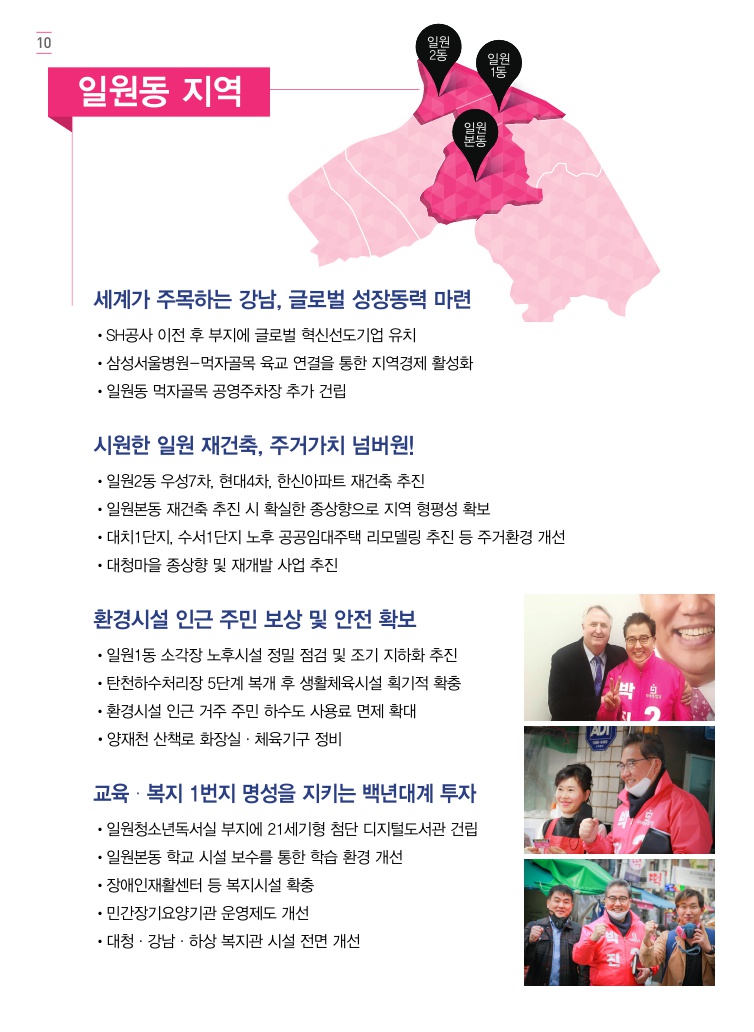 10
일원동 지역
일원
2동
일원
1동
일원
본동
세계가 주목하는 강남, 글로벌 성장동력 마련
• SH공사 이전 후 부지에 글로벌 혁신선도기업 유치
• 삼성서울병원-먹자골목 육교 연결을 통한 지역경제 활성화
• 일원동 먹자골목 공영주차장 추가 건립
시원한 일원 재건축, 주거가치 넘버원!
• 일원2동 우성7차, 현대4차, 한신아파트 재건축 추진
• 일원본동 재건축 추진 시 확실한 종상향으로 지역 형평성 확보
• 대치1단지, 수서1단지 노후 공공임대주택 리모델링 추진 등 주거환경 개선
• 대청마을 종상향 및 재개발 사업 추진
환경시설 인근 주민 보상 및 안전 확보
• 일원1동 소각장 노후시설 정밀 점검 및 조기 지하화 추진
• 탄천하수처리장 5단계 복개 후 생활체육시설 획기적 확충
• 환경시설 인근 거주 주민 하수도 사용료 면제 확대
• 양재천 산책로 화장실 · 체육기구 정비
교육 · 복지 1번지 명성을 지키는 백년대계 투자
• 일원청소년독서실 부지에 21세기형 첨단 디지털도서관 건립
• 일원본동 학교 시설 보수를 통한 학습 환경 개선
• 장애인재활센터 등 복지시설 확충
• 민간장기요양기관 운영제도 개선
• 대청 · 강남 · 하상 복지관 시설 전면 개선
박
진
2
ADT
박
박
진